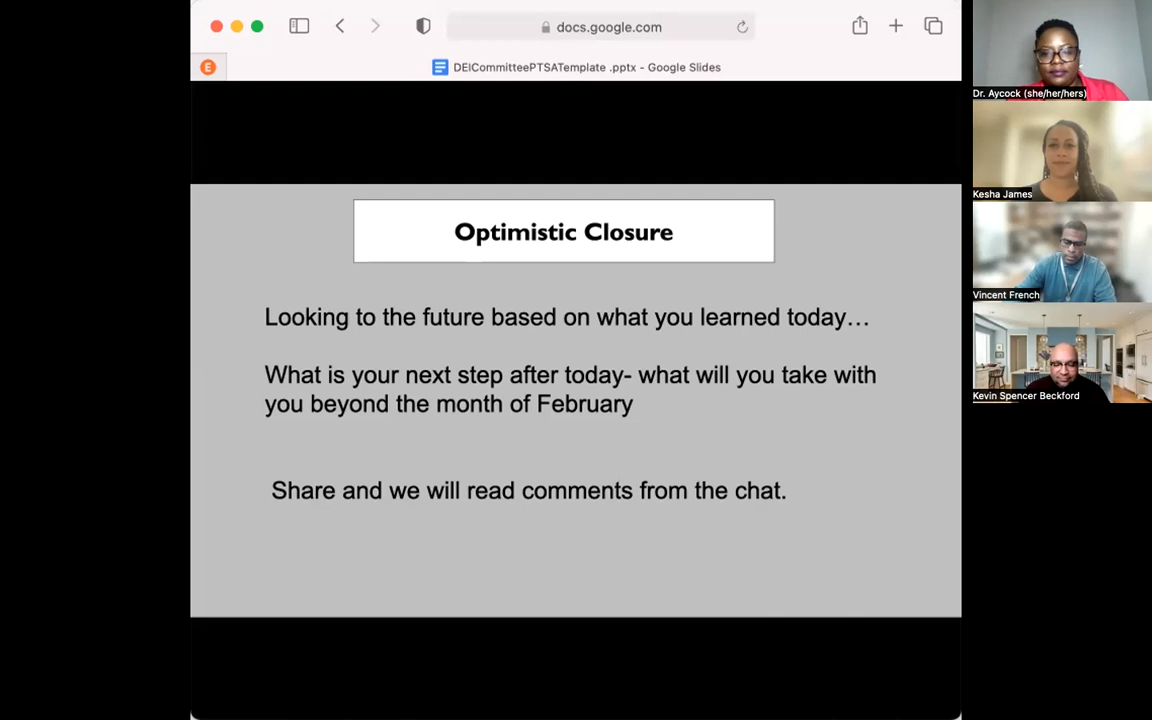 docs.google.com
E
DEICommitteePTSATemplate .pptx - Google Slides
Optimistic Closure
Looking to the future based on what you learned today…
What is your next step after today- what will you take with
you beyond the month of February
Share and we will read comments from the chat.
Dr. Aycock (she/her/hers)
Kesha James
Vincent French
Kevin Spencer Beckford